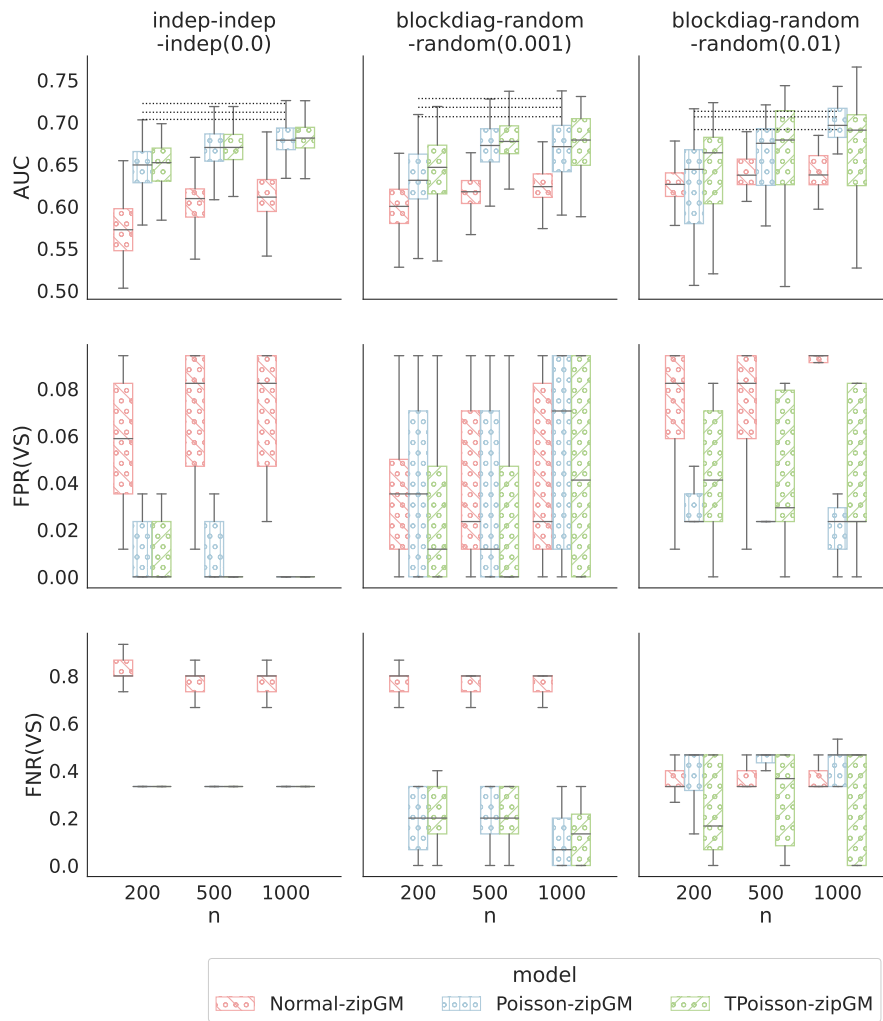 indep-indep
-indep(0.0)
blockdiag-random
-random(0.001)
blockdiag-random
-random(0.01)
AUC
0.75
0.70
0.65
0.60
0.55
0.50
FPR(VS)
0.08
0.06
0.04
0.02
0.00
FNR(VS)
0.8
0.6
0.4
0.2
0.0
200 500 1000
n
200 500 1000
n
200 500 1000
n
model
Normal-zipGM Poisson-zipGM TPoisson-zipGM